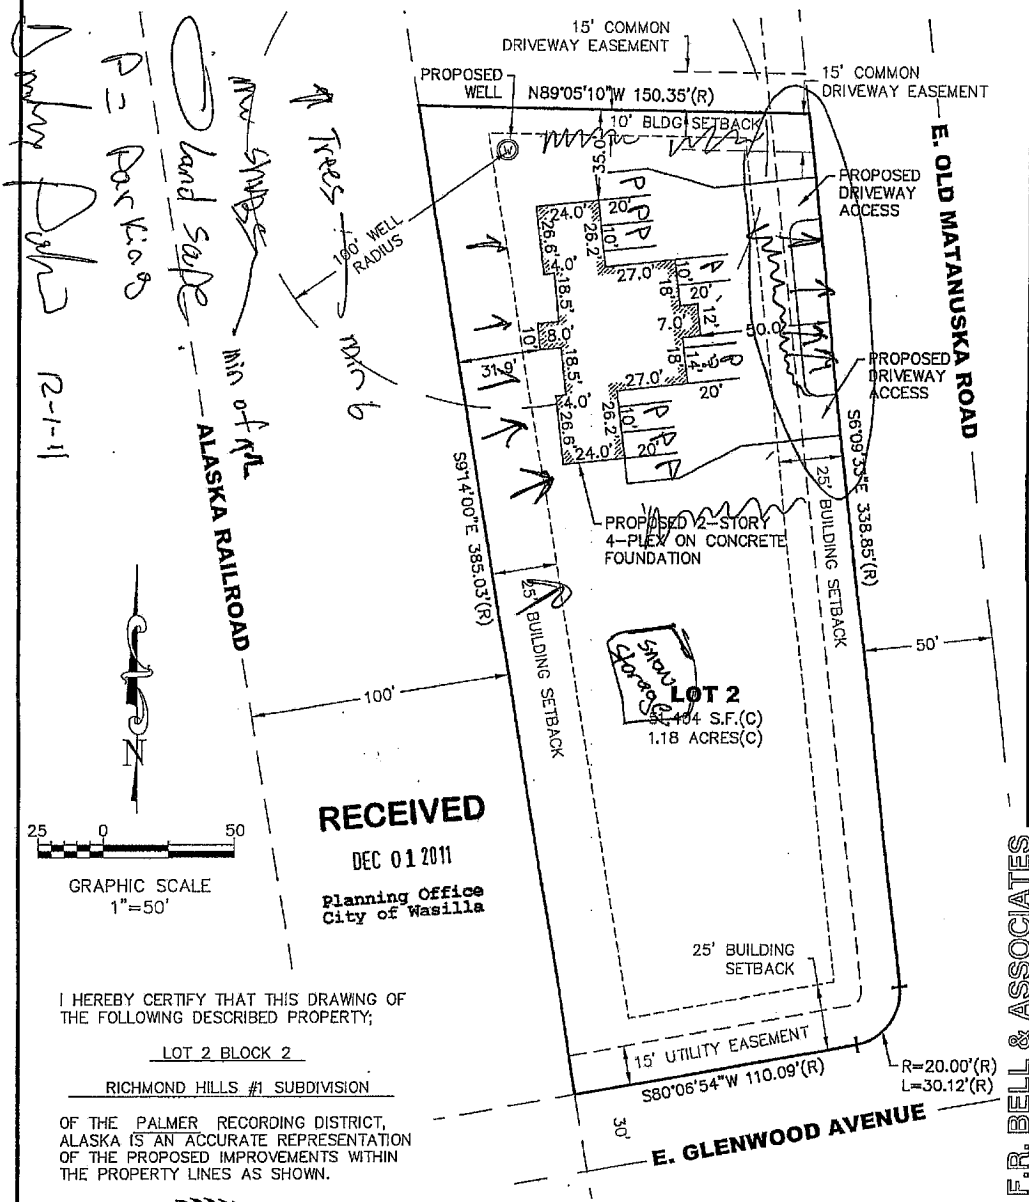 15' COMMON
DRIVEWAY EASEMENT
PROPOSED
WELL
N89°05'10"W 150.35'(R)
15' COMMON
DRIVEWAY EASEMENT
10' BLDG SETBACK
W
35.0'
E. OLD MATANUSKA ROAD
PROPOSED
DRIVEWAY
ACCESS
P
P
P
P
20'
10'
24.0'
26.6'
26.2'
4.0'
27.0'
10'
20'
18.5'
18'
12'
7.0'
50.0'
10'
8.0'
18.5'
18'
14.9'
P
20'
27.0'
4.0'
26.6'
26.2'
10'
24.0'
20'
P
P
P
P
31.9'
100' WELL
RADIUS
↑ Trees
min 6
min of
Land Sape
P = Parking
12-1-11
PROPOSED
DRIVEWAY
ACCESS
S6°09'33"E 338.85'(R)
25' BUILDING SETBACK
ALASKA RAILROAD
S9°14'00"E 385.03'(R)
25' BUILDING SETBACK
PROPOSED 2-STORY
4-PLEX ON CONCRETE
FOUNDATION
Snow
Storage
LOT 2
51,404 S.F.(C)
1.18 ACRES(C)
50'
100'
N
25 0 50
GRAPHIC SCALE
1"=50'
RECEIVED
DEC 01 2011
Planning Office
City of Wasilla
25' BUILDING
SETBACK
15' UTILITY EASEMENT
S80°06'54"W 110.09'(R)
R=20.00'(R)
L=30.12'(R)
30'
E. GLENWOOD AVENUE
I HEREBY CERTIFY THAT THIS DRAWING OF
THE FOLLOWING DESCRIBED PROPERTY;
LOT 2 BLOCK 2
RICHMOND HILLS #1 SUBDIVISION
OF THE PALMER RECORDING DISTRICT,
ALASKA IS AN ACCURATE REPRESENTATION
OF THE PROPOSED IMPROVEMENTS WITHIN
THE PROPERTY LINES AS SHOWN.
F.R. BELL & ASSOCIATES